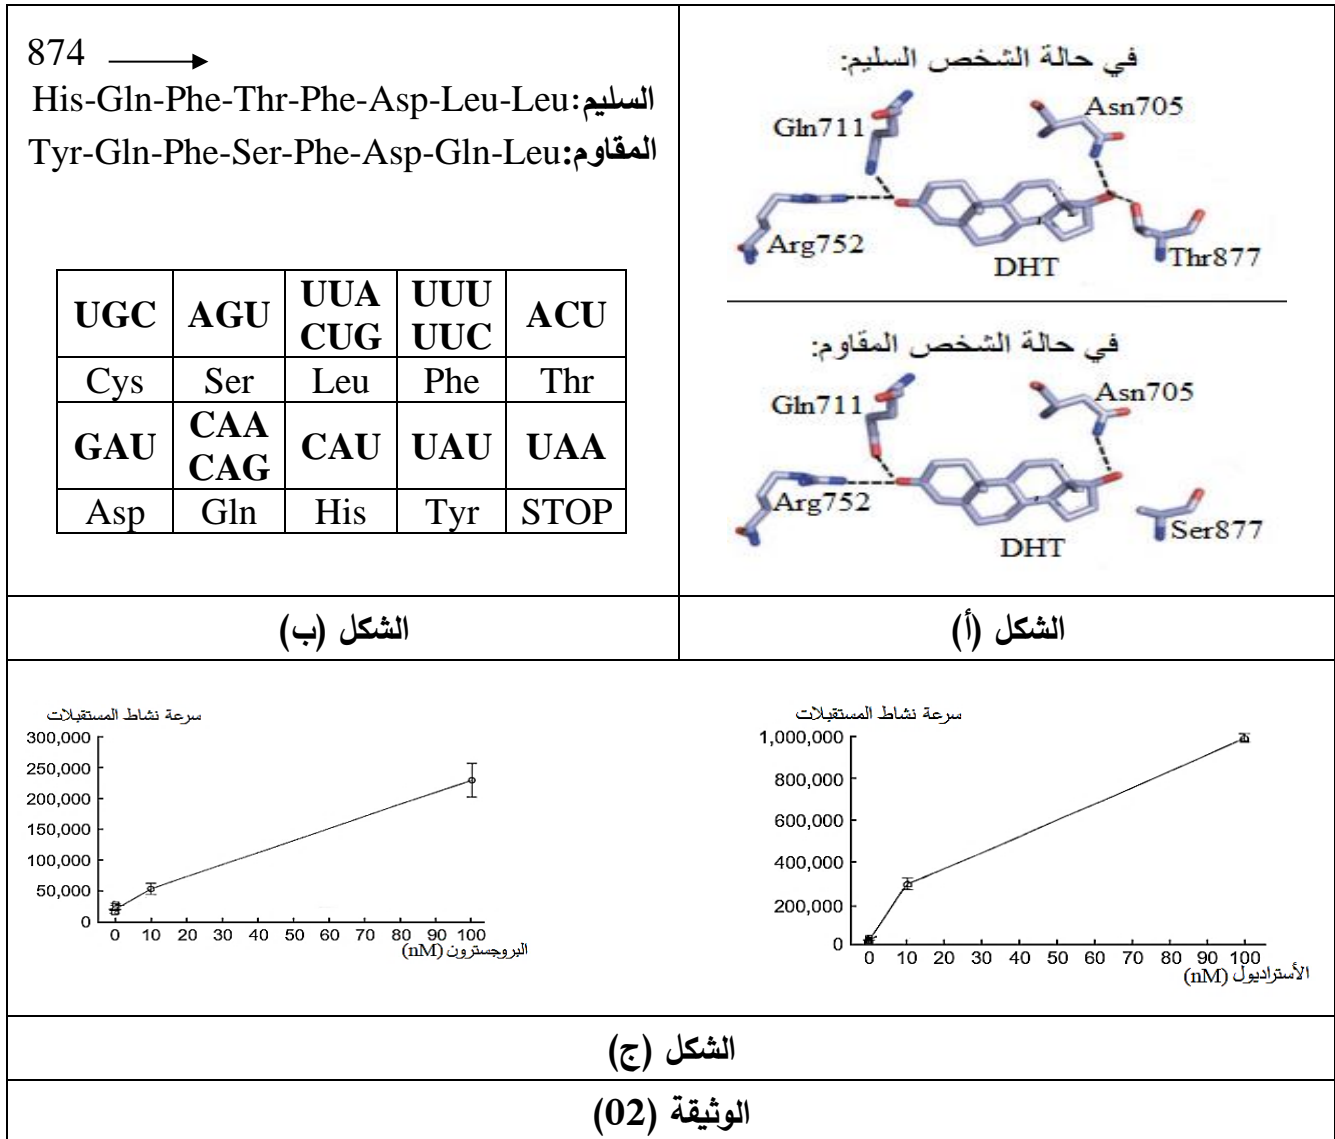 في حالة الشخص السليم:
Asn705
Gln711
Arg752
DHT
Thr877
في حالة الشخص المقاوم:
Asn705
Gln711
Arg752
DHT
Ser877
الشكل (أ)
874
السليم: His-Gln-Phe-Thr-Phe-Asp-Leu-Leu
المقاوم: Tyr-Gln-Phe-Ser-Phe-Asp-Gln-Leu
UGC AGU UUA CUG UUU UUC ACU
Cys Ser Leu Phe Thr
GAU CAA CAG CAU UAU UAA
Asp Gln His Tyr STOP
الشكل (ب)
سرعة نشاط المستقبلات
1,000,000
800,000
600,000
400,000
200,000
0
0 10 20 30 40 50 60 70 80 90 100
الأستراديول (nM)
سرعة نشاط المستقبلات
300,000
250,000
200,000
150,000
100,000
50,000
0
0 10 20 30 40 50 60 70 80 90 100
البروجسترون (nM)
الشكل (ج)
الوثيقة (02)